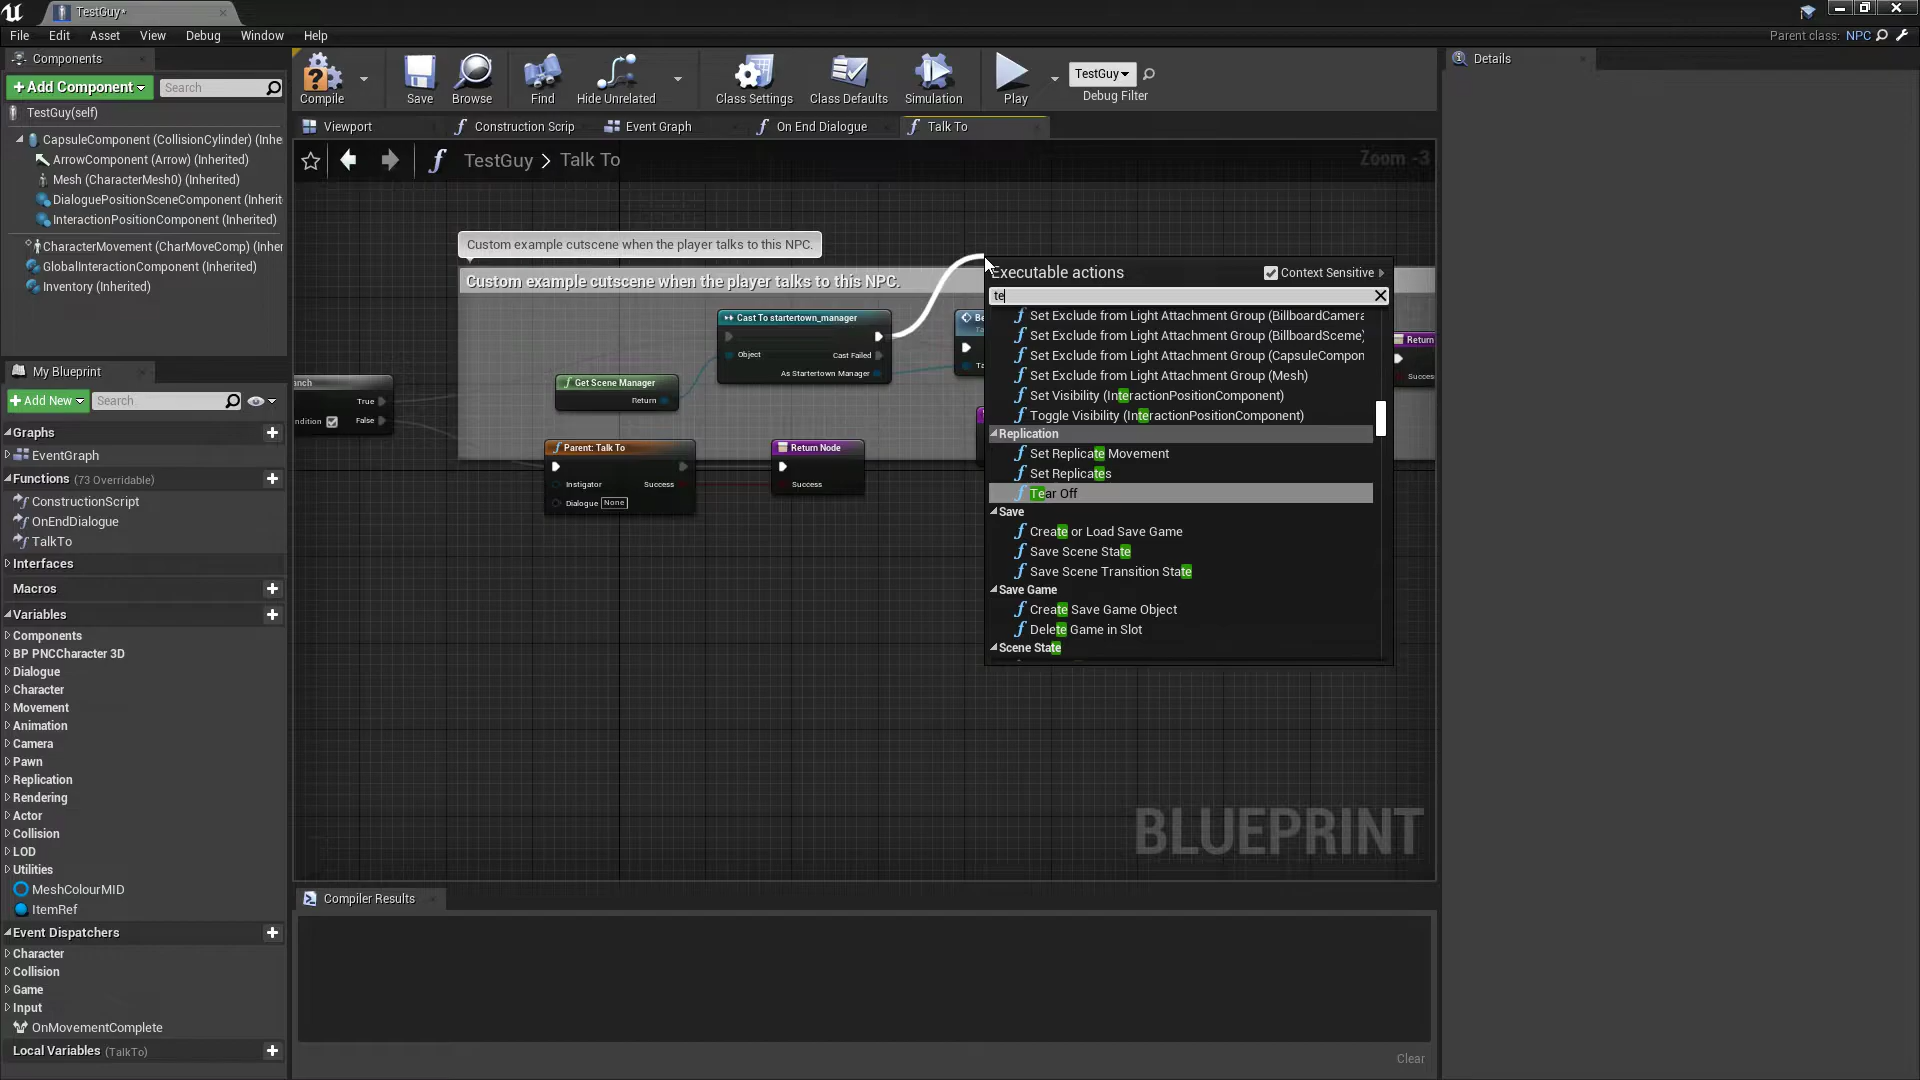 TestGuy*
File Edit Asset View Debug Window Help
Parent class: NPC
Components
+Add Component
Search
TestGuy(self)
CapsuleComponent (CollisionCylinder) (Inhe
ArrowComponent (Arrow) (Inherited)
Mesh (CharacterMesh0) (Inherited)
DialoguePositionSceneComponent (Inherit
InteractionPositionComponent (Inherited)
CharacterMovement (CharMoveComp) (Inher
GlobalInteractionComponent (Inherited)
Inventory (Inherited)
My Blueprint
+Add New
Search
Graphs
EventGraph
Functions (73 Overridable)
ConstructionScript
OnEndDialogue
TalkTo
Interfaces
Macros
Variables
Components
BP PNCCharacter 3D
Dialogue
Character
Movement
Animation
Camera
Pawn
Replication
Rendering
Actor
Collision
LOD
Utilities
MeshColourMID
ItemRef
Event Dispatchers
Character
Collision
Game
Input
OnMovementComplete
Local Variables (TalkTo)
Compile
Save
Browse
Find
Hide Unrelated
Class Settings
Class Defaults
Simulation
Play
TestGuy
Debug Filter
Viewport
Construction Scrip
Event Graph
On End Dialogue
Talk To
TestGuy > Talk To
Zoom -3
Custom example cutscene when the player talks to this NPC.
Custom example cutscene when the player talks to this NPC.
Cast To startertown_manager
Object
Cast Failed
As Startertown Manager
Get Scene Manager
Return
anch
True
ndition
False
Parent: Talk To
Instigator
Success
Dialogue None
Return Node
Success
Be
Ta
Return
Succes
Executable actions
Context Sensitive
te
Set Exclude from Light Attachment Group (BillboardCamera
Set Exclude from Light Attachment Group (BillboardScene)
Set Exclude from Light Attachment Group (CapsuleCompon
Set Exclude from Light Attachment Group (Mesh)
Set Visibility (InteractionPositionComponent)
Toggle Visibility (InteractionPositionComponent)
Replication
Set Replicate Movement
Set Replicates
Tear Off
Save
Create or Load Save Game
Save Scene State
Save Scene Transition State
Save Game
Create Save Game Object
Delete Game in Slot
Scene State
BLUEPRINT
Compiler Results
Clear
Details